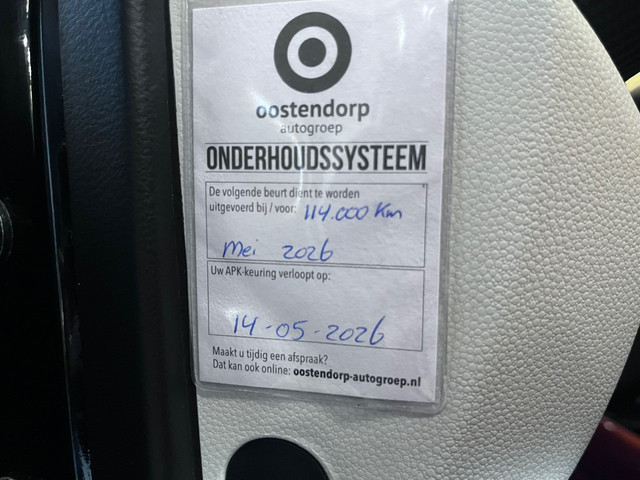 oostendorp
autogroep
ONDERHOUDSSYSTEEM
De volgende beurt dient te worden
uitgevoerd bij / voor: 114.000 Km
mei 2026
Uw APK-keuring verloopt op:
14-05-2026
Maakt u tijdig een afspraak?
Dat kan ook online: oostendorp-autogroep.nl